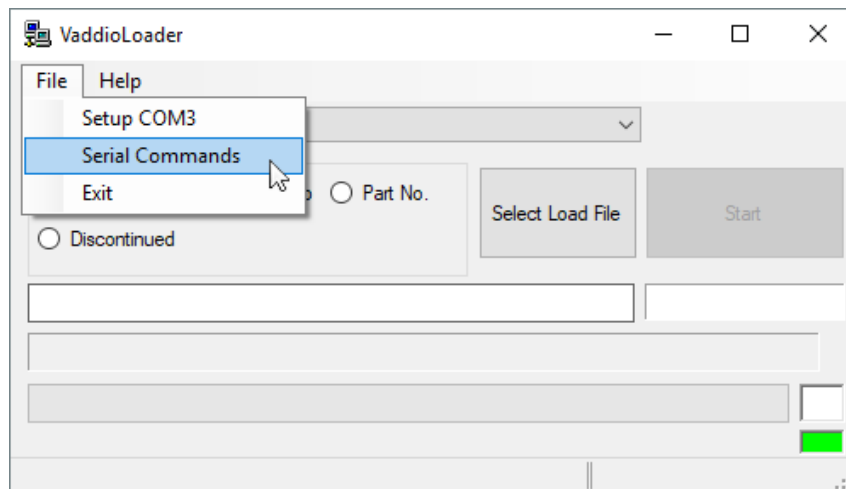 VaddioLoader
File Help
Setup COM3
Serial Commands
Exit
Part No.
Discontinued
Select Load File
Start